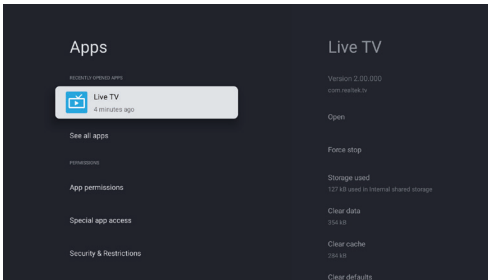 Apps
RECENTLY OPENED APPS
Live TV
4 minutes ago
See all apps
PERMISSIONS
App permissions
Special app access
Security & Restrictions
Live TV
Version 2.00.000
com.realtek.tv
Open
Force stop
Storage used
127 kB used in Internal shared storage
Clear data
354 kB
Clear cache
254 kB
Clear defaults